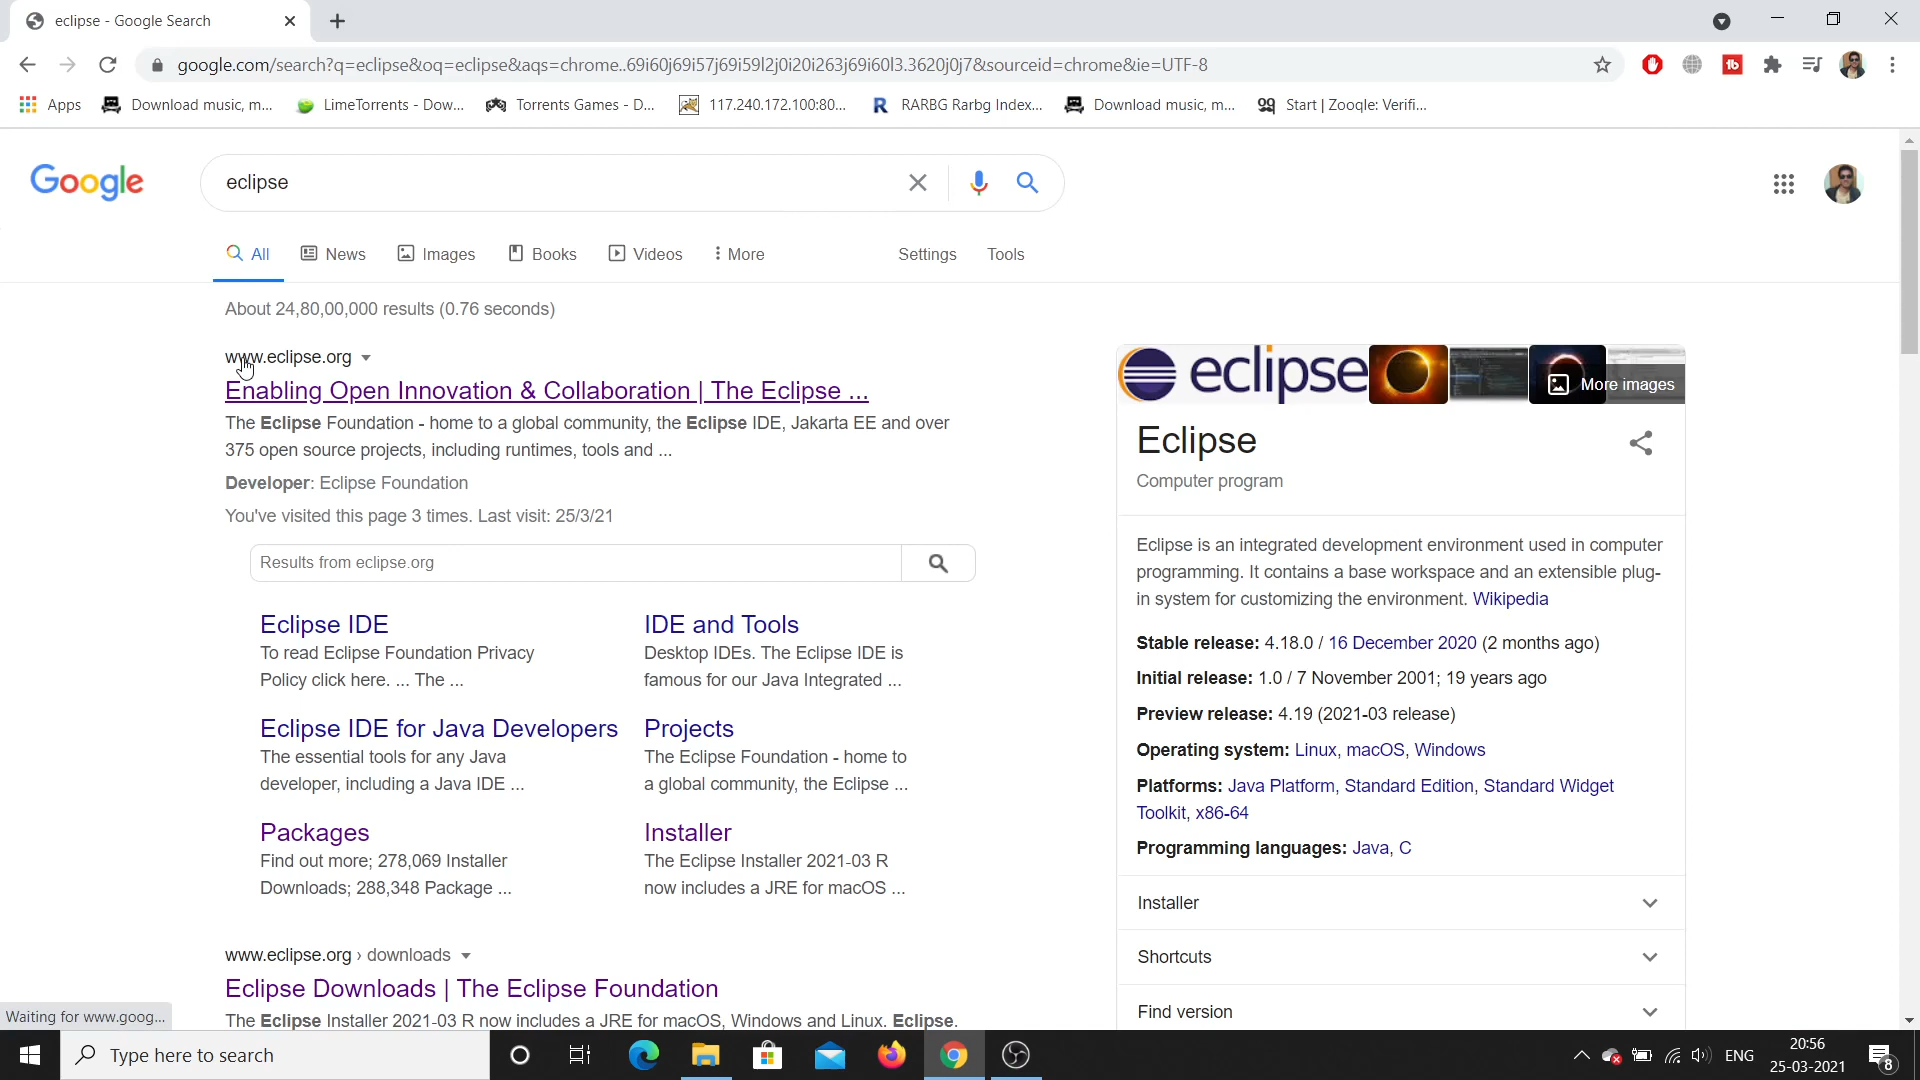 eclipse - Google Search
google.com/search?q=eclipse&oq=eclipse&aqs=chrome..69i60j69i57j69i59l2j0i20i263j69i60l3.3620j0j7&sourceid=chrome&ie=UTF-8
Apps Download music, m... LimeTorrents - Dow... Torrents Games - D... 117.240.172.100:80... RARBG Rarbg Index... Download music, m... Start | Zooqle: Verifi...
Google
eclipse
All News Images Books Videos More Settings Tools
About 24,80,00,000 results (0.76 seconds)
www.eclipse.org
Enabling Open Innovation & Collaboration | The Eclipse ...
The Eclipse Foundation - home to a global community, the Eclipse IDE, Jakarta EE and over
375 open source projects, including runtimes, tools and ...
Developer: Eclipse Foundation
You've visited this page 3 times. Last visit: 25/3/21
Results from eclipse.org
Eclipse IDE
To read Eclipse Foundation Privacy
Policy click here. ... The ...
IDE and Tools
Desktop IDEs. The Eclipse IDE is
famous for our Java Integrated ...
Eclipse IDE for Java Developers
The essential tools for any Java
developer, including a Java IDE ...
Projects
The Eclipse Foundation - home to
a global community, the Eclipse ...
Packages
Find out more; 278,069 Installer
Downloads; 288,348 Package ...
Installer
The Eclipse Installer 2021-03 R
now includes a JRE for macOS ...
www.eclipse.org › downloads
Eclipse Downloads | The Eclipse Foundation
The Eclipse Installer 2021-03 R now includes a JRE for macOS, Windows and Linux. Eclipse.
eclipse
More images
Eclipse
Computer program
Eclipse is an integrated development environment used in computer
programming. It contains a base workspace and an extensible plug-
in system for customizing the environment. Wikipedia
Stable release: 4.18.0 / 16 December 2020 (2 months ago)
Initial release: 1.0 / 7 November 2001; 19 years ago
Preview release: 4.19 (2021-03 release)
Operating system: Linux, macOS, Windows
Platforms: Java Platform, Standard Edition, Standard Widget
Toolkit, x86-64
Programming languages: Java, C
Installer
Shortcuts
Find version
Waiting for www.goog...
Type here to search
ENG
20:56
25-03-2021
8